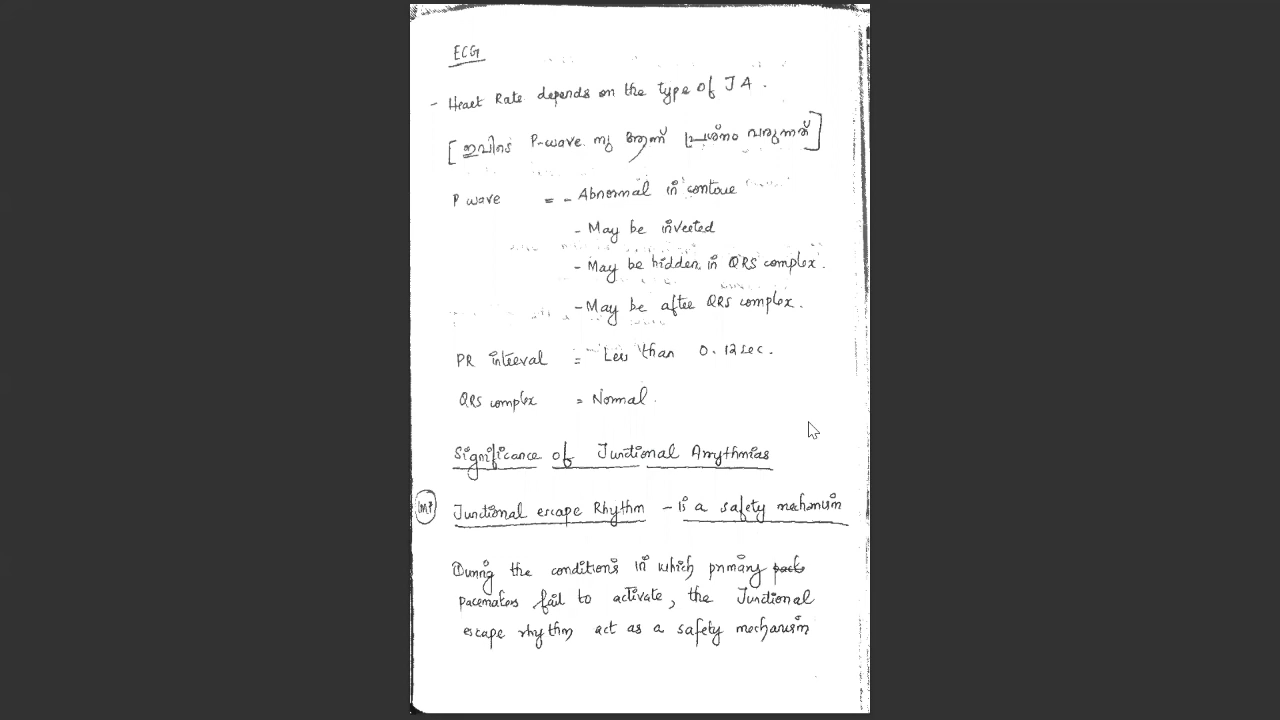 ECG
- Heart Rate depends on the type of JA.
[ ഇവിടെ P-wave നു ആണ് പ്രശ്നം വരുന്നത് ]
P wave = - Abnormal in contour
- May be inverted
- May be hidden in QRS complex.
- May be after QRS complex.
PR interval = Less than 0.12 sec.
QRS complex = Normal.
Significance of Junctional Arrythmias
IMP Junctional escape Rhythm - is a safety mechanism
During the conditions in which primary
pacemakers fail to activate, the Junctional
escape rhythm act as a safety mechanism